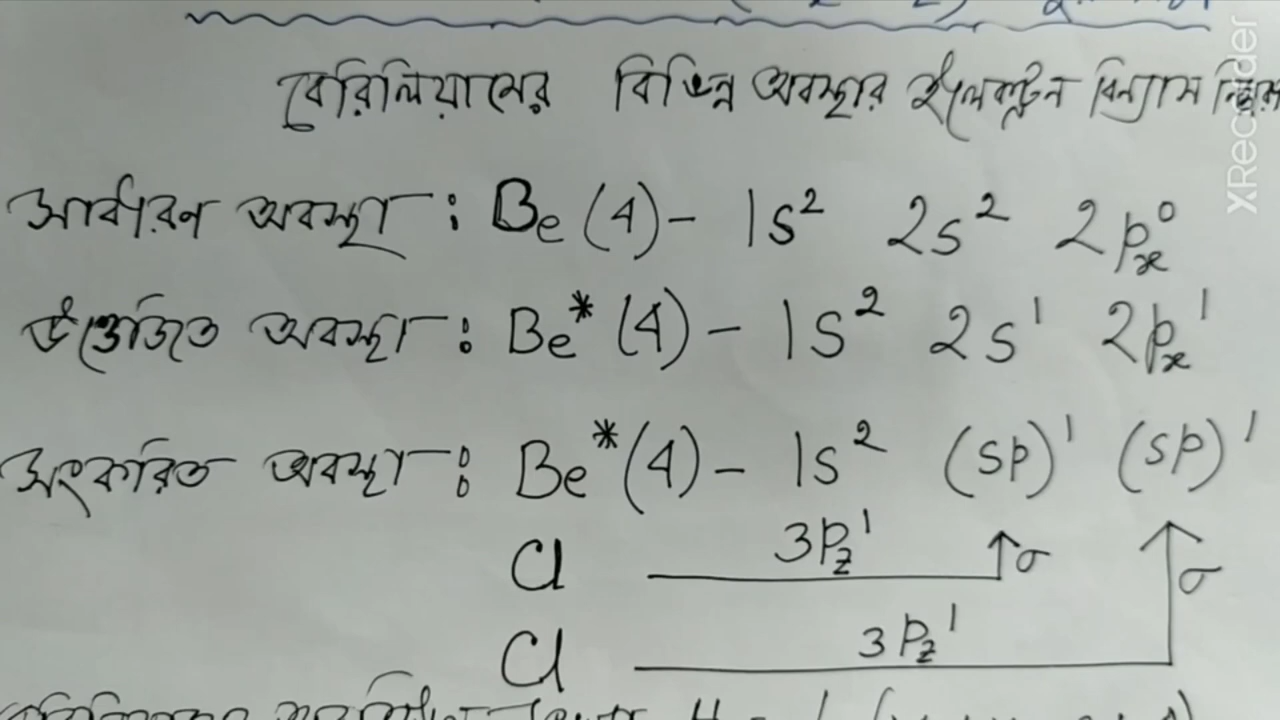 বেরিলিয়ামের বিভিন্ন অবস্থার ইলেকট্রন বিন্যাস
সাধারন অবস্থা : Be (4) - 1s² 2s² 2pₓ⁰
উত্তেজিত অবস্থা : Be* (4) - 1s² 2s¹ 2pₓ¹
সংকরিত অবস্থা : Be* (4) - 1s² (sp)¹ (sp)¹
Cl 3p_z¹ σ
σ
Cl 3p_z¹
XRecorder